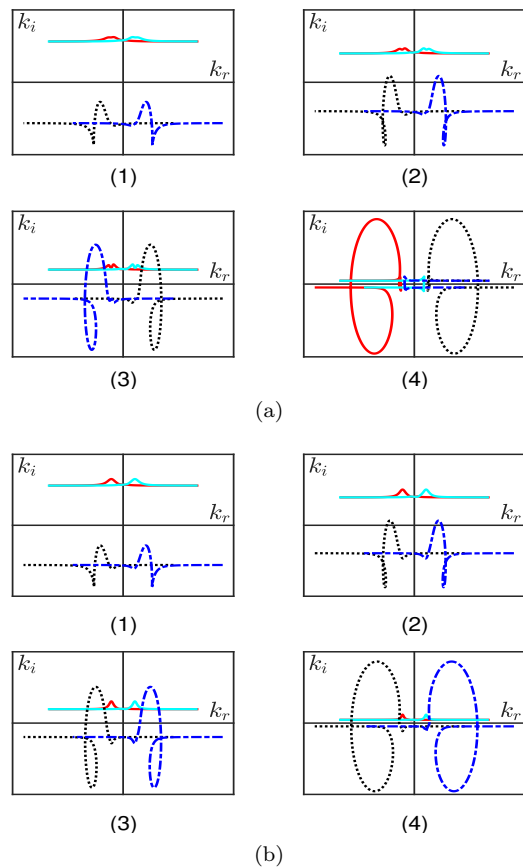 $k_i$ $k_i$
$k_r$ $k_r$
(1) (2)
$k_i$ $k_i$
$k_r$ $k_r$
(3) (4)
(a)
$k_i$ $k_i$
$k_r$ $k_r$
(1) (2)
$k_i$ $k_i$
$k_r$ $k_r$
(3) (4)
(b)